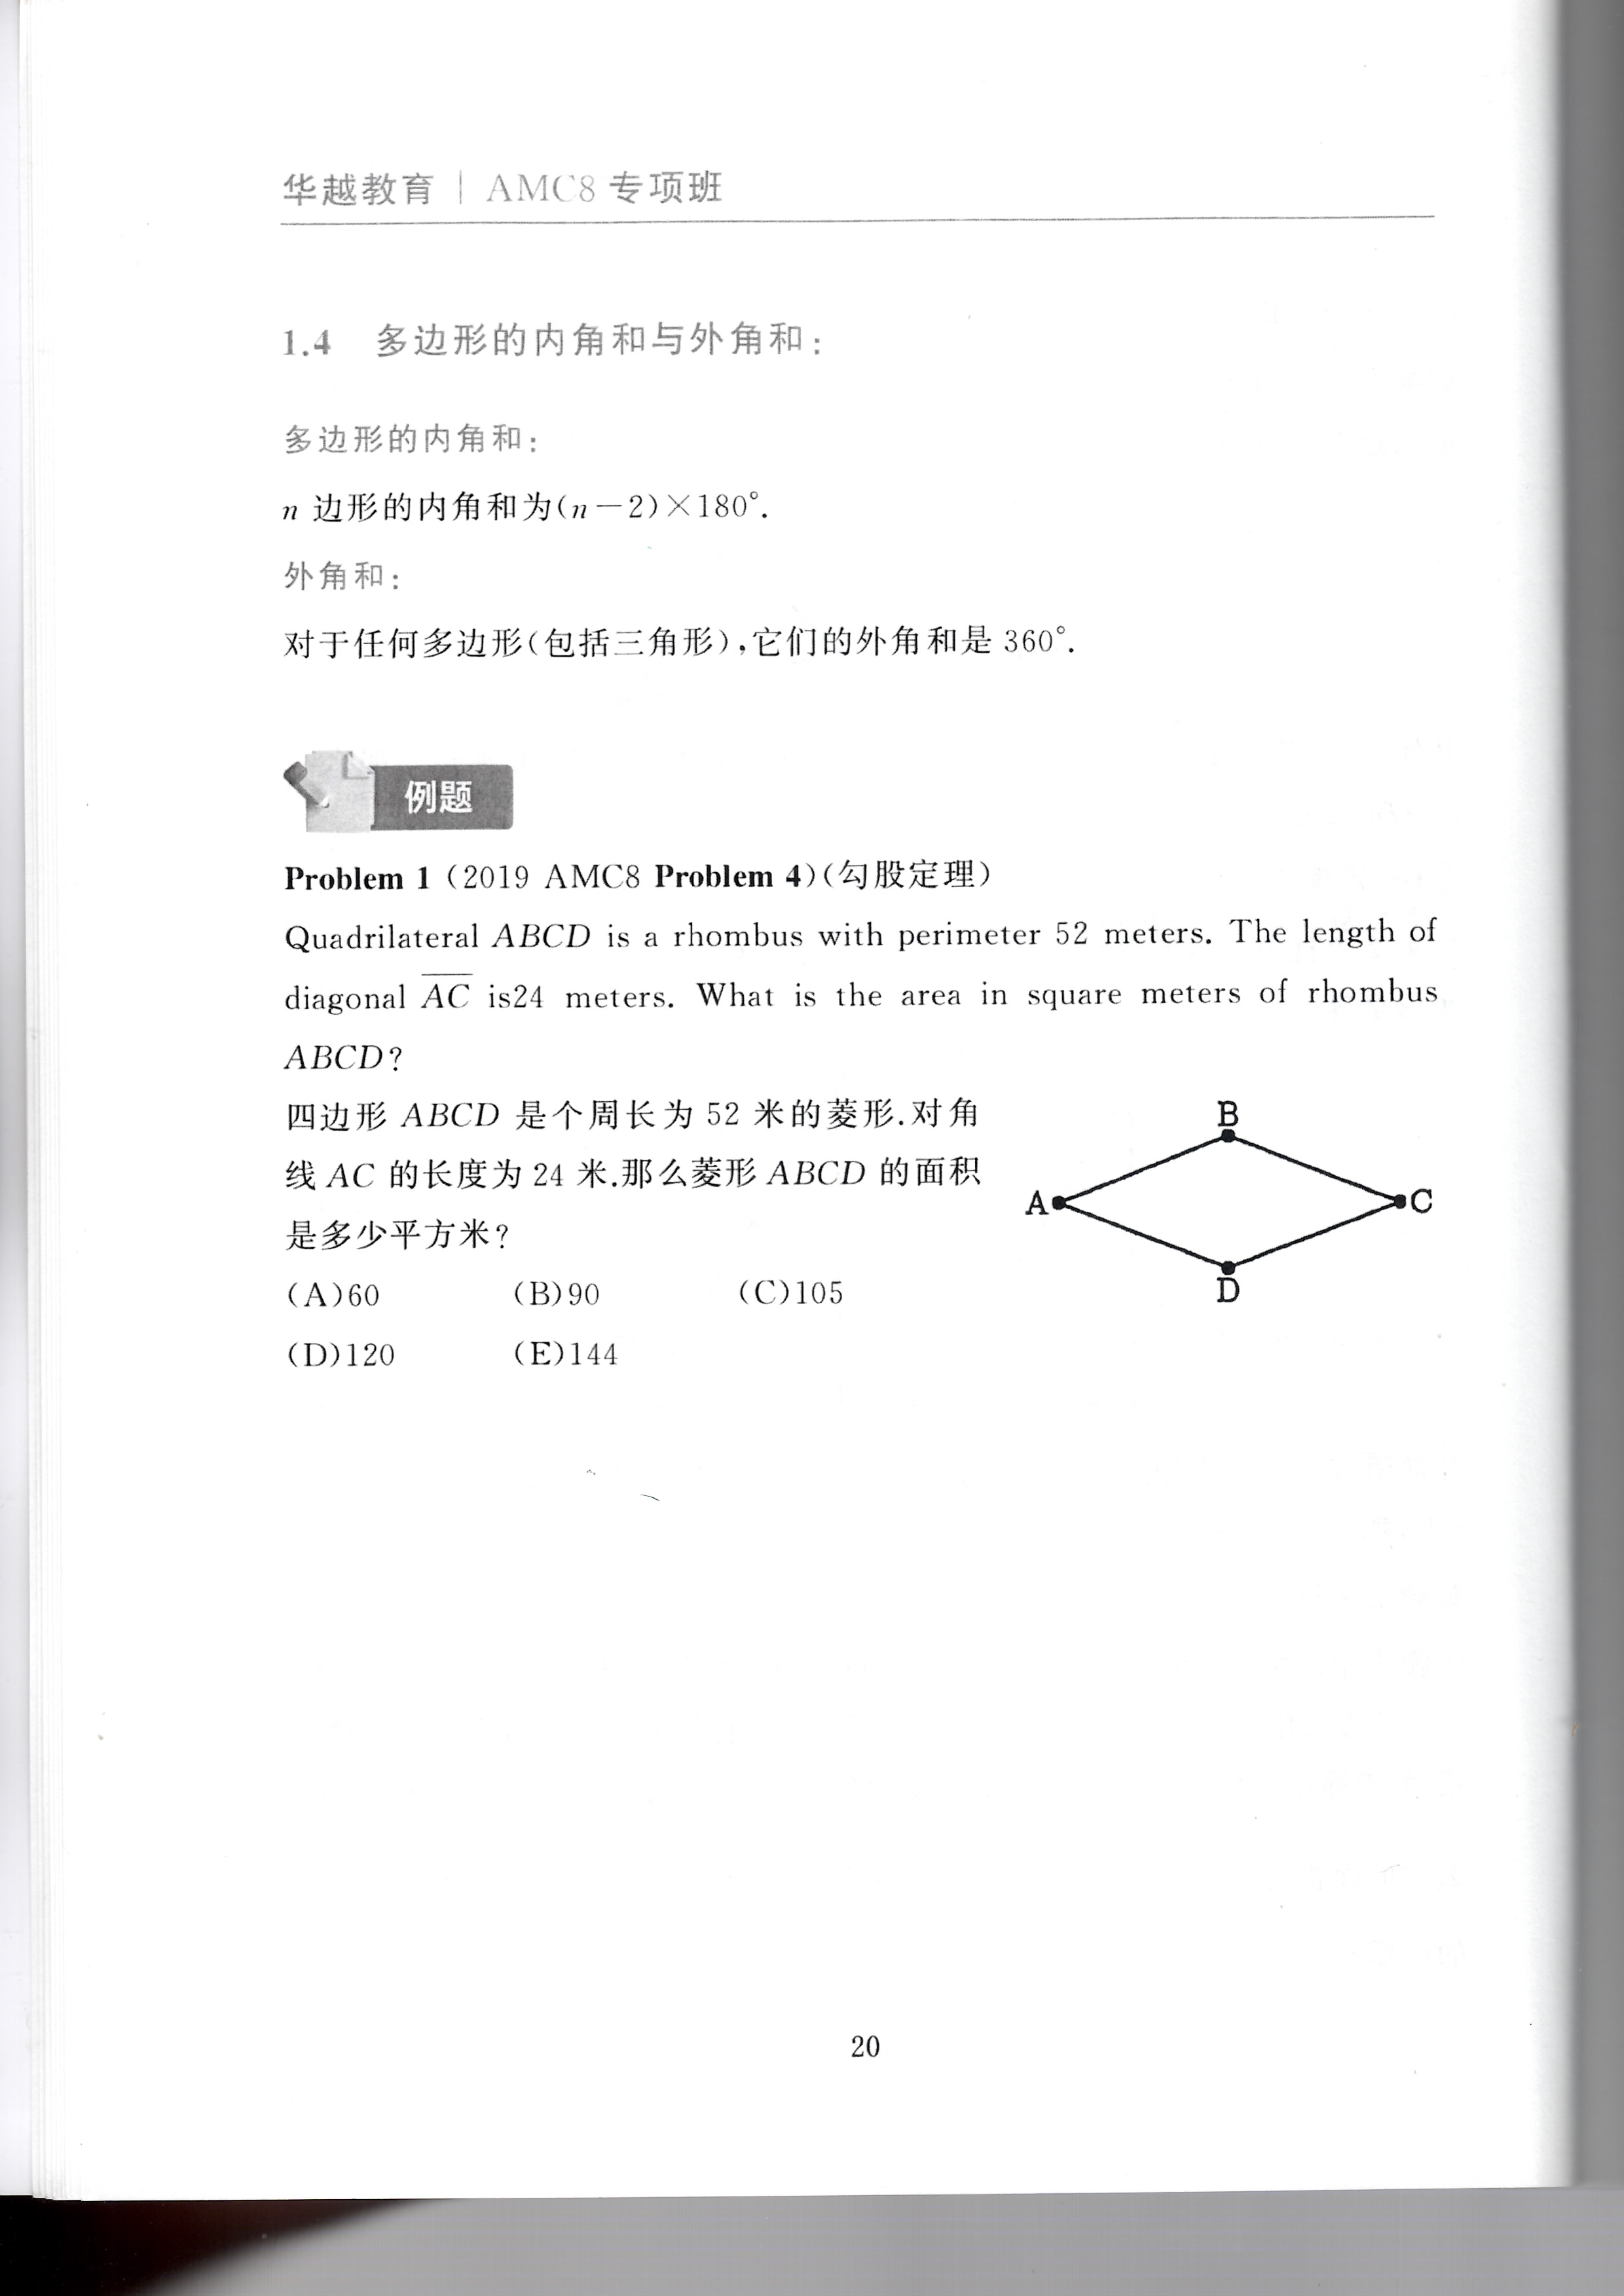 华越教育 | AMC8 专项班
1.4 多边形的内角和与外角和:
多边形的内角和:
n 边形的内角和为(n-2)×180°.
外角和:
对于任何多边形(包括三角形),它们的外角和是 360°.
例题
Problem 1 (2019 AMC8 Problem 4)(勾股定理)
Quadrilateral ABCD is a rhombus with perimeter 52 meters. The length of
diagonal A̅C̅ is24 meters. What is the area in square meters of rhombus
ABCD?
四边形 ABCD 是个周长为 52 米的菱形.对角
线 AC 的长度为 24 米.那么菱形 ABCD 的面积
是多少平方米?
(A)60 (B)90 (C)105
(D)120 (E)144
B
A
C
D
20